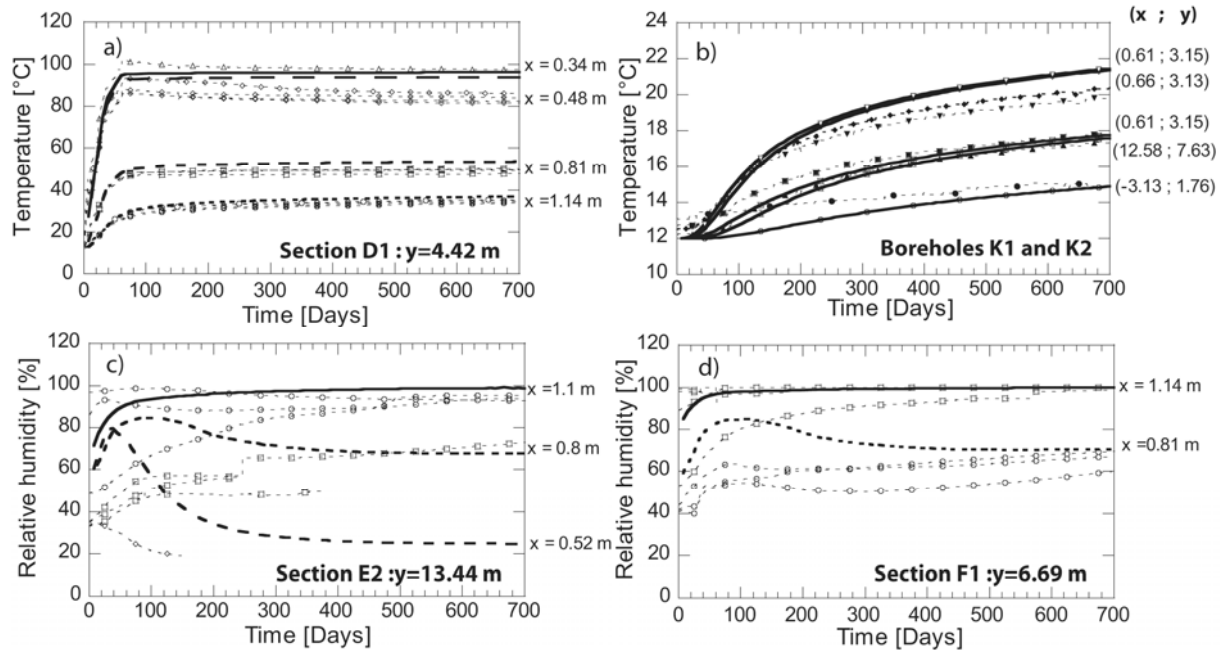 a)
120
100
80
60
40
20
0
Temperature [°C]
x = 0.34 m
x = 0.48 m
x = 0.81 m
x = 1.14 m
Section D1 : y=4.42 m
0 100 200 300 400 500 600 700
Time [Days]
(x ; y)
b)
24
22
20
18
16
14
12
10
Temperature [°C]
(0.61 ; 3.15)
(0.66 ; 3.13)
(0.61 ; 3.15)
(12.58 ; 7.63)
(-3.13 ; 1.76)
Boreholes K1 and K2
0 100 200 300 400 500 600 700
Time [Days]
c)
120
100
80
60
40
20
0
Relative humidity [%]
x =1.1 m
x = 0.8 m
x = 0.52 m
Section E2 :y=13.44 m
0 100 200 300 400 500 600 700
Time [Days]
d)
120
100
80
60
40
20
0
Relative humidity [%]
x = 1.14 m
x =0.81 m
Section F1 :y=6.69 m
0 100 200 300 400 500 600 700
Time [Days]